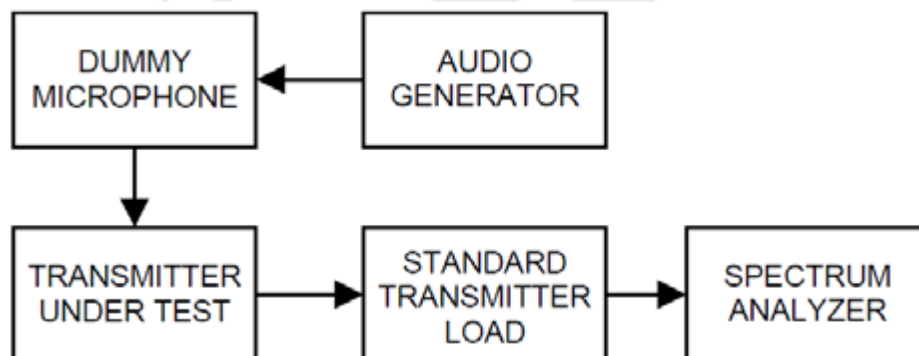 DUMMY
MICROPHONE
AUDIO
GENERATOR
TRANSMITTER
UNDER TEST
STANDARD
TRANSMITTER
LOAD
SPECTRUM
ANALYZER